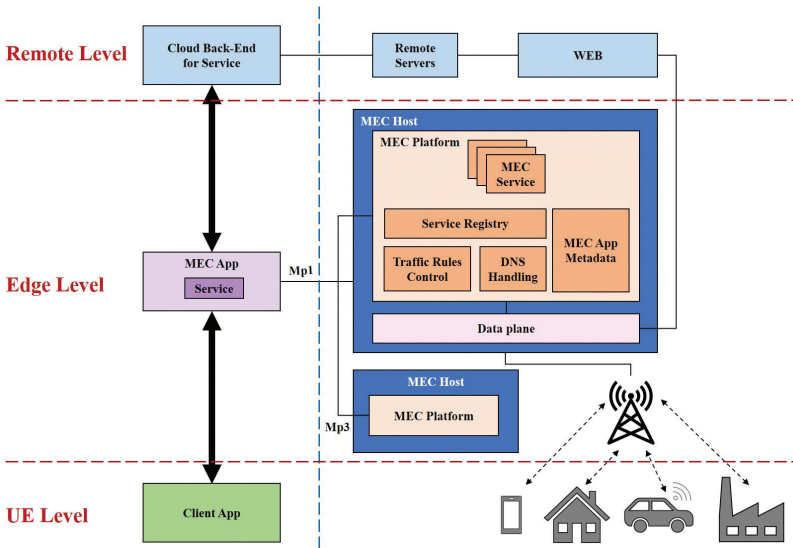 Remote Level
Cloud Back-End
for Service
Remote
Servers
WEB
MEC Host
MEC Platform
MEC
Service
Service Registry
Traffic Rules
Control
DNS
Handling
MEC App
Metadata
Data plane
Edge Level
MEC App
Service
Mp1
MEC Host
MEC Platform
Mp3
UE Level
Client App